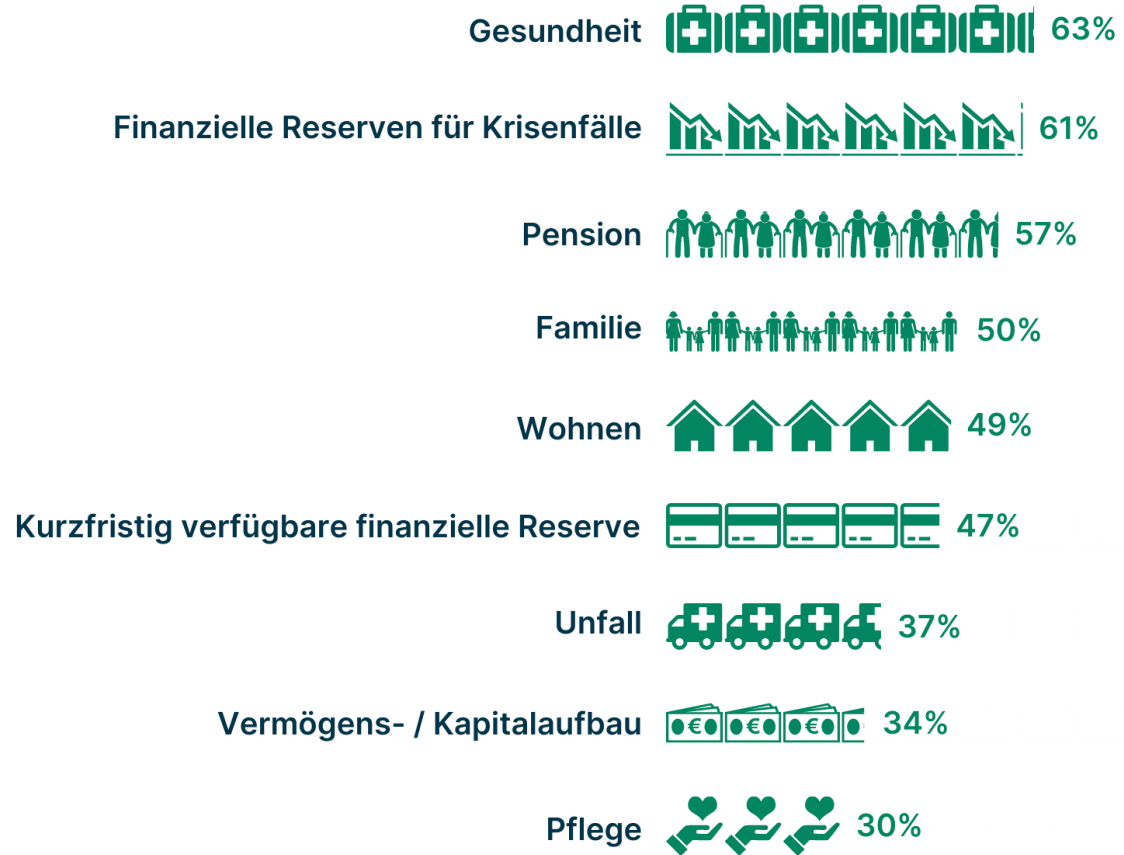 Gesundheit 63%
Finanzielle Reserven für Krisenfälle 61%
Pension 57%
Familie 50%
Wohnen 49%
Kurzfristig verfügbare finanzielle Reserve 47%
Unfall 37%
Vermögens- / Kapitalaufbau 34%
Pflege 30%